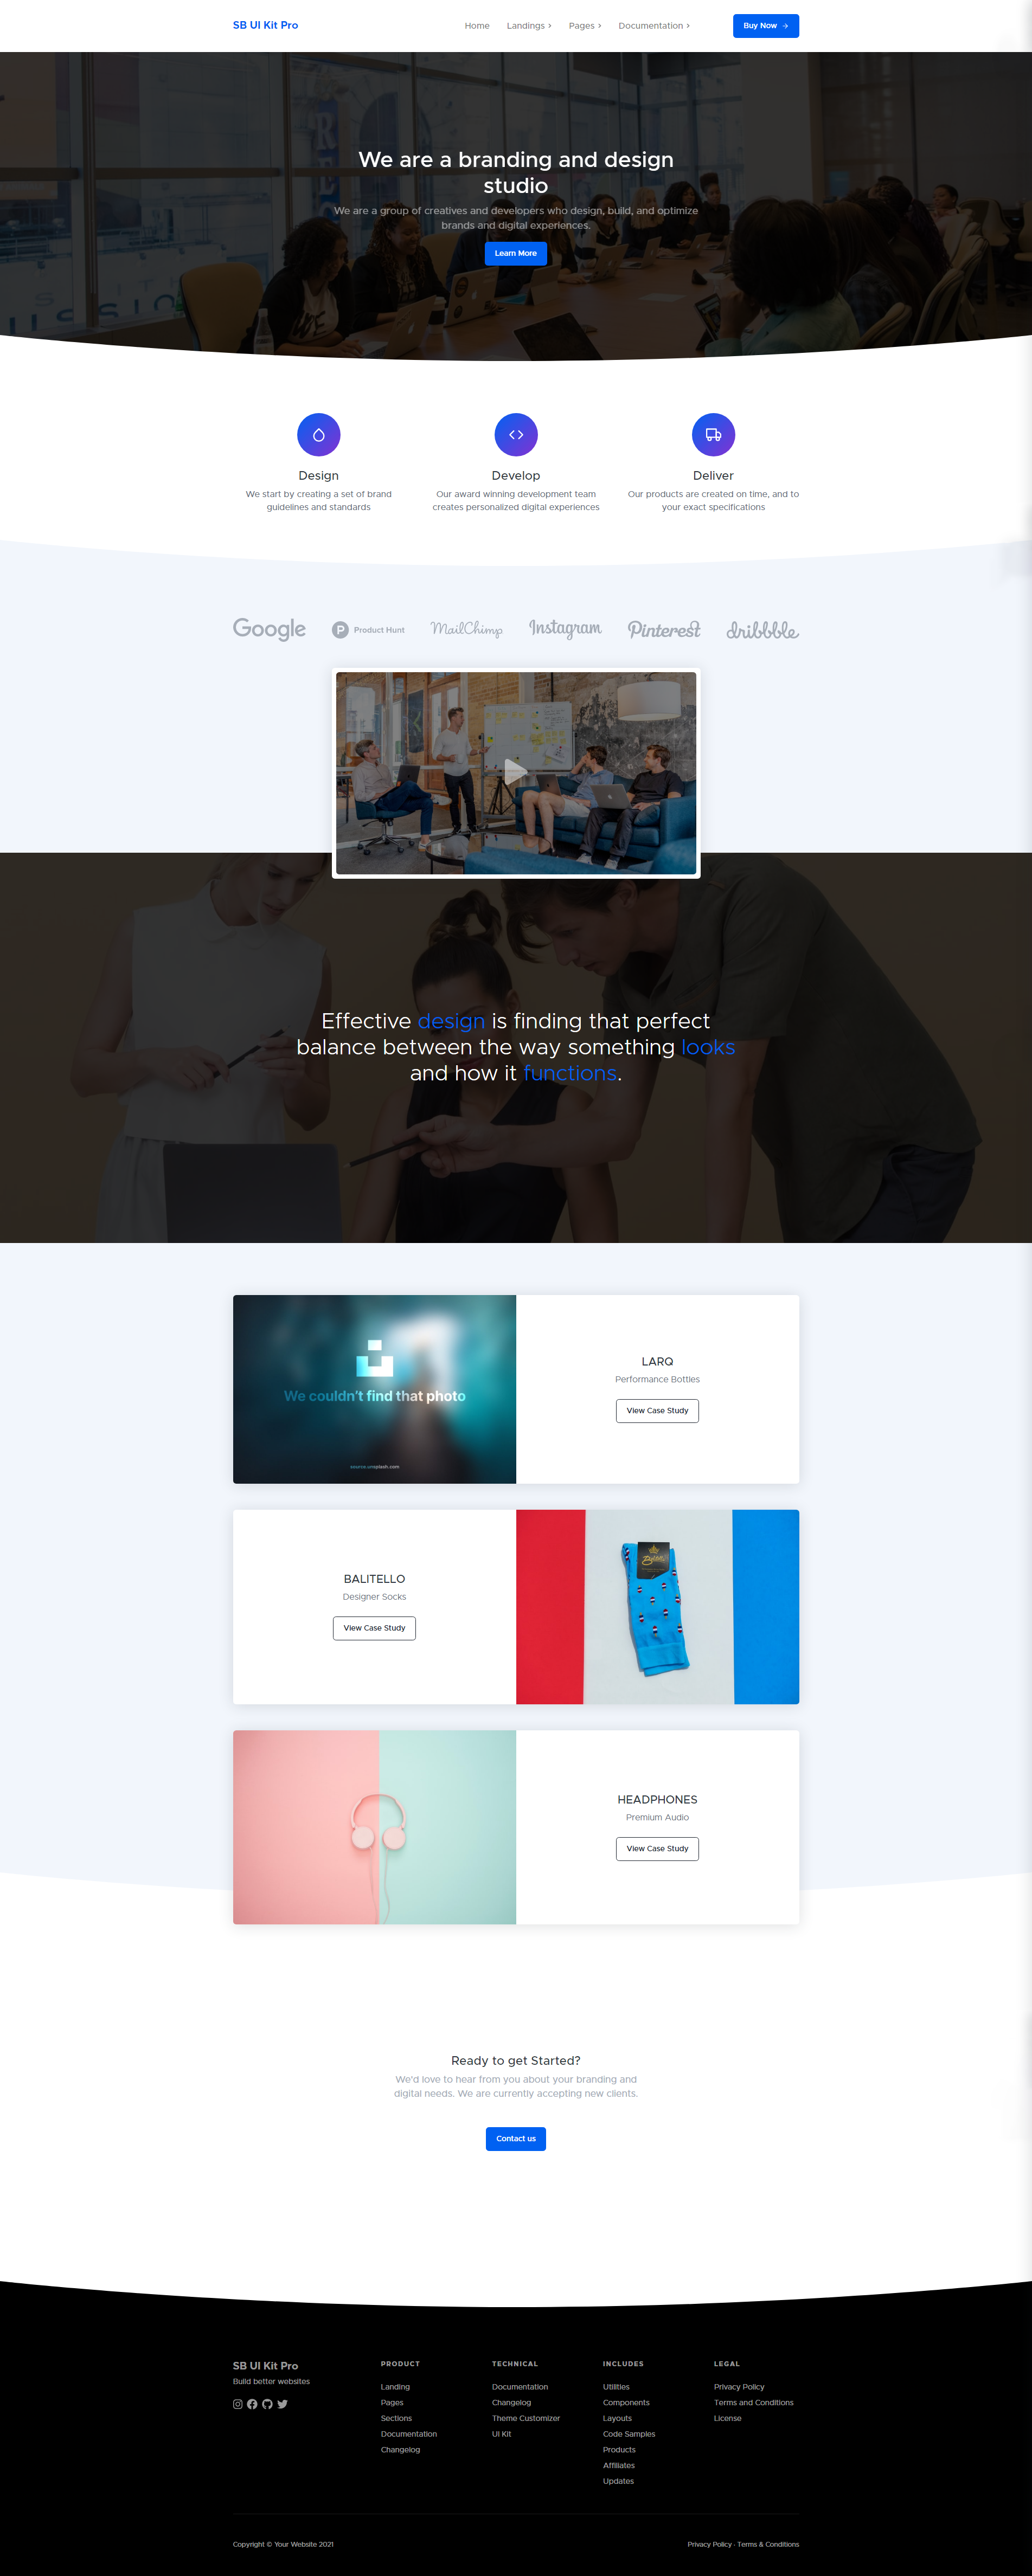 SB UI Kit Pro
Home
Landings
Pages
Documentation
Buy Now
We are a branding and design
studio
We are a group of creatives and developers who design, build, and optimize
brands and digital experiences.
Learn More
Design
We start by creating a set of brand
guidelines and standards
Develop
Our award winning development team
creates personalized digital experiences
Deliver
Our products are created on time, and to
your exact specifications
Google
Product Hunt
MailChimp
Instagram
Pinterest
dribbble
Effective design is finding that perfect
balance between the way something looks
and how it functions.
We couldn't find that photo
source.unsplash.com
LARQ
Performance Bottles
View Case Study
BALITELLO
Designer Socks
View Case Study
HEADPHONES
Premium Audio
View Case Study
Ready to get Started?
We'd love to hear from you about your branding and
digital needs. We are currently accepting new clients.
Contact us
SB UI Kit Pro
Build better websites
PRODUCT
Landing
Pages
Sections
Documentation
Changelog
TECHNICAL
Documentation
Changelog
Theme Customizer
UI Kit
INCLUDES
Utilities
Components
Layouts
Code Samples
Products
Affiliates
Updates
LEGAL
Privacy Policy
Terms and Conditions
License
Copyright © Your Website 2021
Privacy Policy · Terms & Conditions